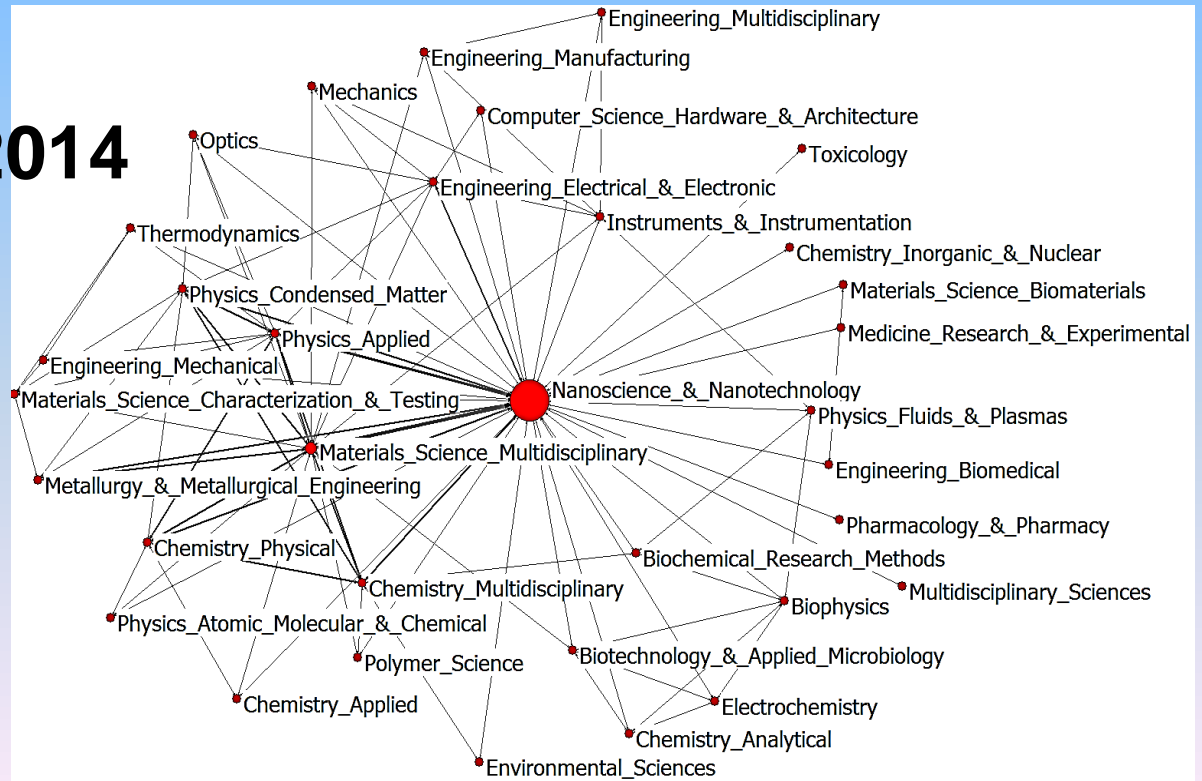 Engineering_Multidisciplinary
Engineering_Manufacturing
Mechanics
Computer_Science_Hardware_&_Architecture
Optics
2014
Toxicology
Engineering_Electrical_&_Electronic
Instruments_&_Instrumentation
Thermodynamics
Chemistry_Inorganic_&_Nuclear
Physics_Condensed_Matter
Materials_Science_Biomaterials
Medicine_Research_&_Experimental
Physics_Applied
Engineering_Mechanical
Nanoscience_&_Nanotechnology
Materials_Science_Characterization_&_Testing
Physics_Fluids_&_Plasmas
Materials_Science_Multidisciplinary
Engineering_Biomedical
Metallurgy_&_Metallurgical_Engineering
Pharmacology_&_Pharmacy
Chemistry_Physical
Biochemical_Research_Methods
Chemistry_Multidisciplinary
Multidisciplinary_Sciences
Biophysics
Physics_Atomic_Molecular_&_Chemical
Biotechnology_&_Applied_Microbiology
Polymer_Science
Chemistry_Applied
Electrochemistry
Chemistry_Analytical
Environmental_Sciences